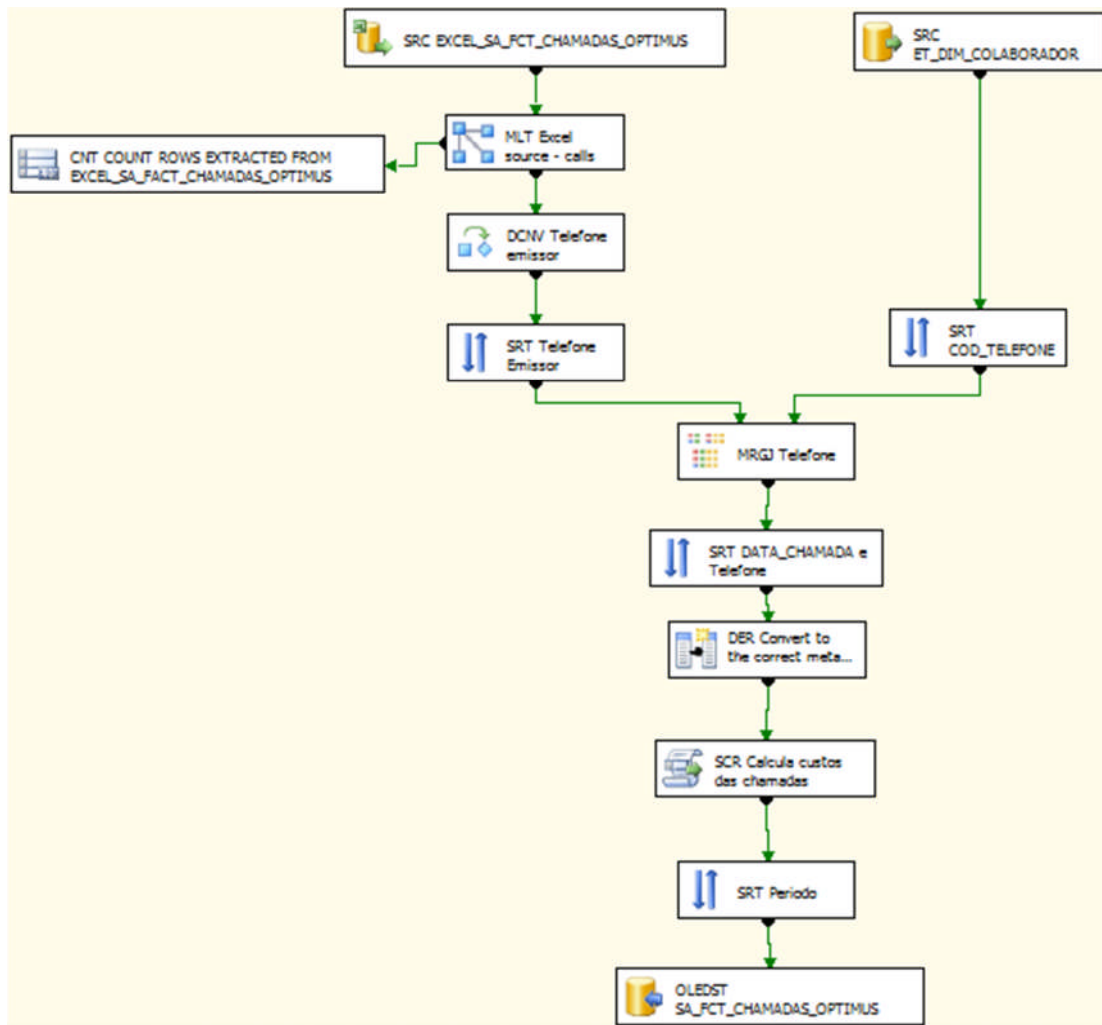 SRC EXCEL_SA_FCT_CHAMADAS_OPTIMUS
SRC
ET_DIM_COLABORADOR
MLT Excel
source - calls
CNT COUNT ROWS EXTRACTED FROM
EXCEL_SA_FACT_CHAMADAS_OPTIMUS
DCNV Telefone
emissor
SRT Telefone
Emissor
SRT
COD_TELEFONE
MRGJ Telefone
SRT DATA_CHAMADA e
Telefone
DER Convert to
the correct meta...
SCR Calcula custos
das chamadas
SRT Periodo
OLEDST
SA_FCT_CHAMADAS_OPTIMUS